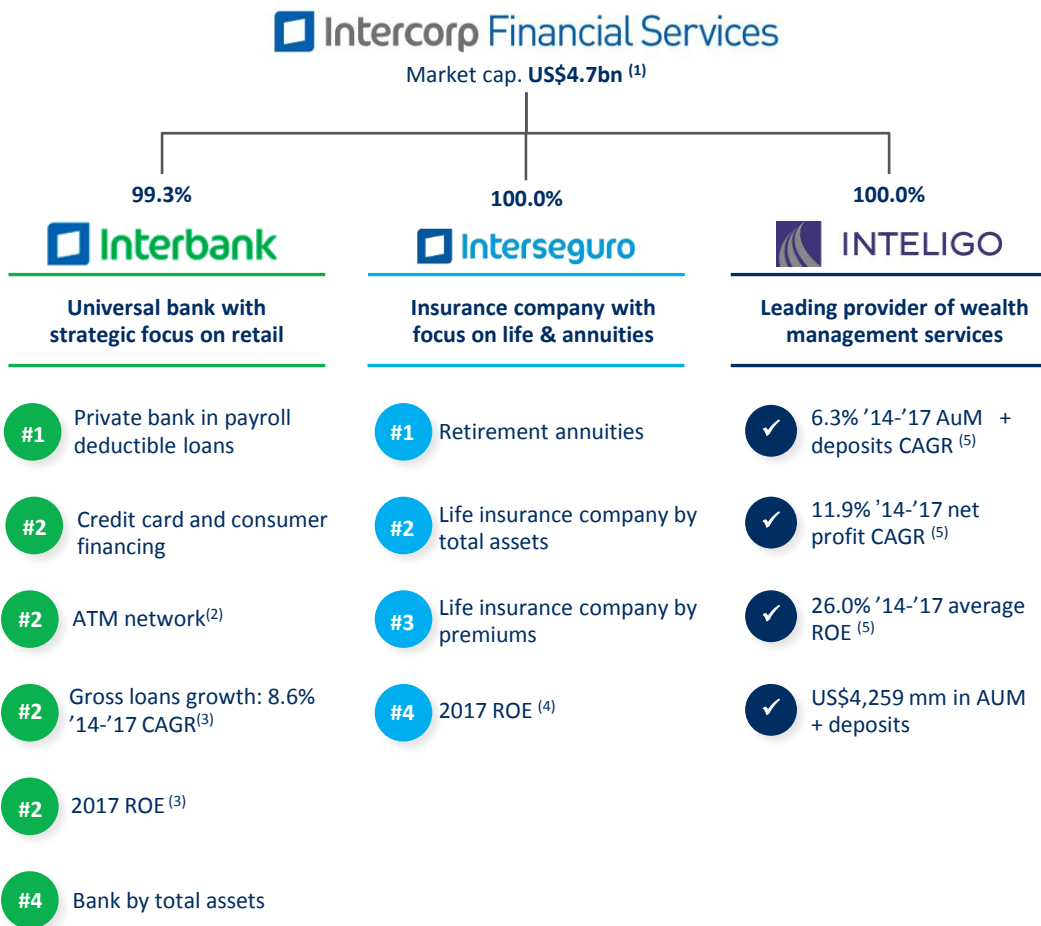 Intercorp Financial Services
Market cap. US$4.7bn (1)
99.3%
Interbank
Universal bank with
strategic focus on retail
#1
Private bank in payroll
deductible loans
#2
Credit card and consumer
financing
#2
ATM network(2)
#2
Gross loans growth: 8.6%
’14-’17 CAGR(3)
#2
2017 ROE (3)
#4
Bank by total assets
100.0%
Interseguro
Insurance company with
focus on life & annuities
#1
Retirement annuities
#2
Life insurance company by
total assets
#3
Life insurance company by
premiums
#4
2017 ROE (4)
100.0%
INTELIGO
Leading provider of wealth
management services
✓
6.3% ’14-’17 AuM +
deposits CAGR (5)
✓
11.9% ’14-’17 net
profit CAGR (5)
✓
26.0% ’14-’17 average
ROE (5)
✓
US$4,259 mm in AUM
+ deposits